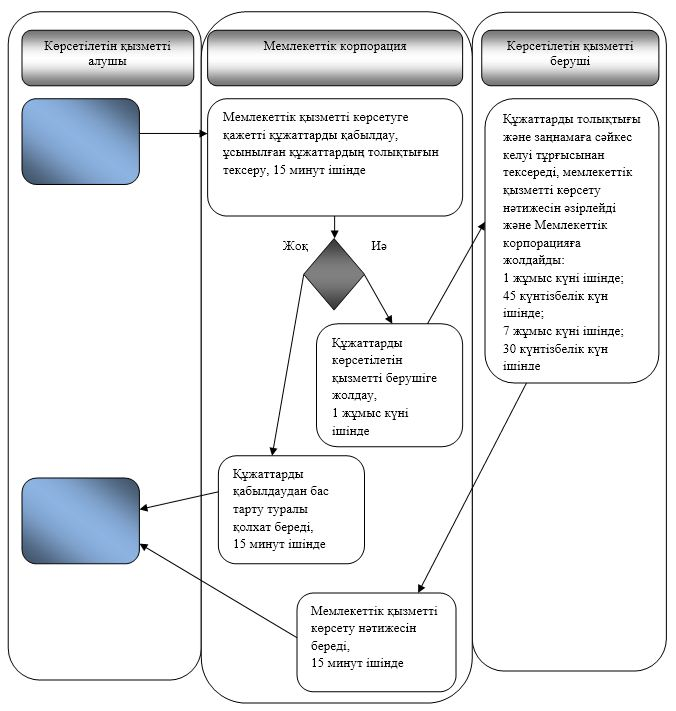 Көрсетілетін қызметті
алушы
Мемлекеттік корпорация
Көрсетілетін қызметті
беруші
Мемлекеттік қызметті көрсетуге
қажетті құжаттарды қабылдау,
ұсынылған құжаттардың толықтығын
тексеру, 15 минут ішінде
Құжаттарды толықтығы
және заңнамаға сәйкес
келуі тұрғысынан
тексереді, мемлекеттік
қызметті көрсету
нәтижесін әзірлейді
және Мемлекеттік
корпорацияға
жолдайды:
1 жұмыс күні ішінде;
45 күнтізбелік күн
ішінде;
7 жұмыс күні ішінде;
30 күнтізбелік күн
ішінде
Жоқ
Иә
Құжаттарды
көрсетілетін
қызметті берушіге
жолдау,
1 жұмыс күні
ішінде
Құжаттарды
қабылдаудан бас
тарту туралы
қолхат береді,
15 минут ішінде
Мемлекеттік қызметті
көрсету нәтижесін
береді,
15 минут ішінде